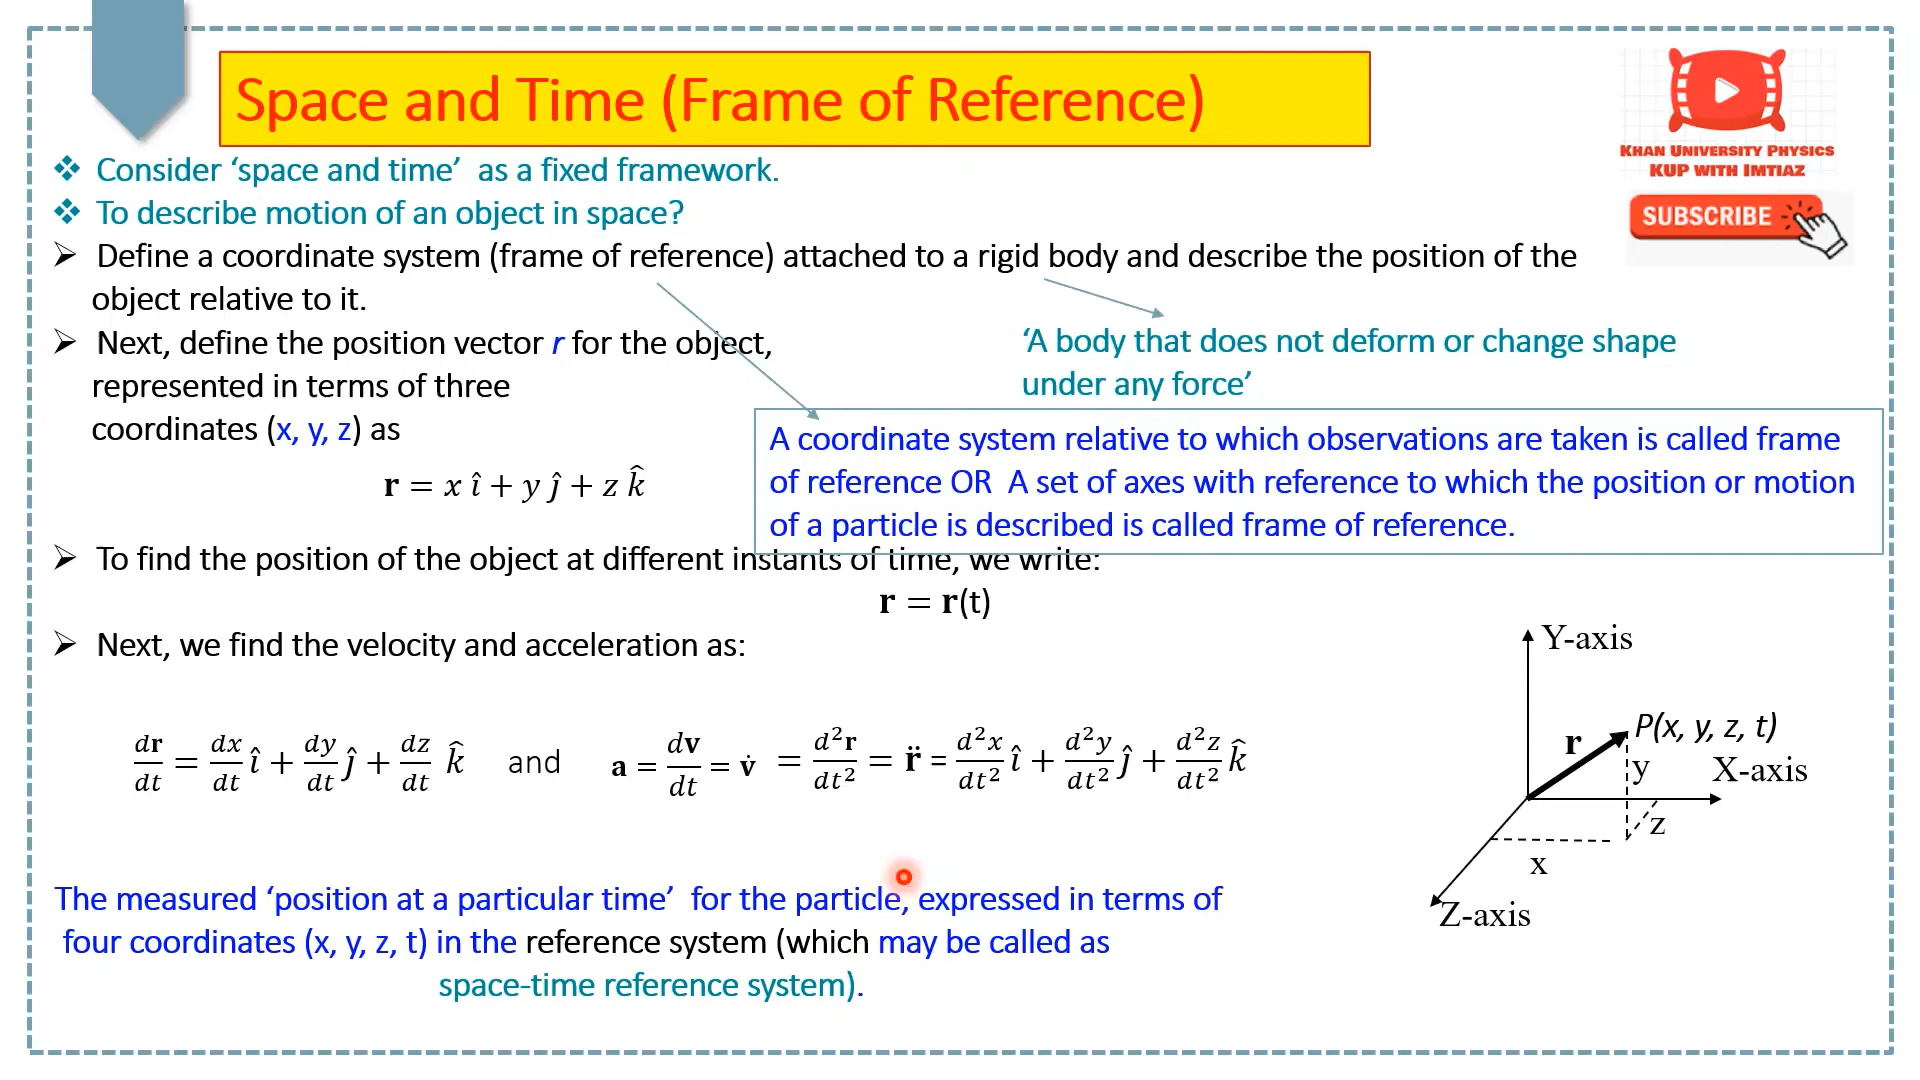 Space and Time (Frame of Reference)
KHAN UNIVERSITY PHYSICS
KUP WITH IMTIAZ
SUBSCRIBE
❖ Consider ‘space and time’ as a fixed framework.
❖ To describe motion of an object in space?
➢ Define a coordinate system (frame of reference) attached to a rigid body and describe the position of the
object relative to it.
➢ Next, define the position vector r for the object,
represented in terms of three
coordinates (x, y, z) as
‘A body that does not deform or change shape
under any force’
A coordinate system relative to which observations are taken is called frame
of reference OR A set of axes with reference to which the position or motion
of a particle is described is called frame of reference.
r = x î + y ĵ + z k̂
➢ To find the position of the object at different instants of time, we write:
r = r(t)
➢ Next, we find the velocity and acceleration as:
dr/dt = dx/dt î + dy/dt ĵ + dz/dt k̂ and a = dv/dt = v̇ = d²r/dt² = r̈ = d²x/dt² î + d²y/dt² ĵ + d²z/dt² k̂
Y-axis
P(x, y, z, t)
r
y
X-axis
z
x
Z-axis
The measured ‘position at a particular time’ for the particle, expressed in terms of
four coordinates (x, y, z, t) in the reference system (which may be called as
space-time reference system).